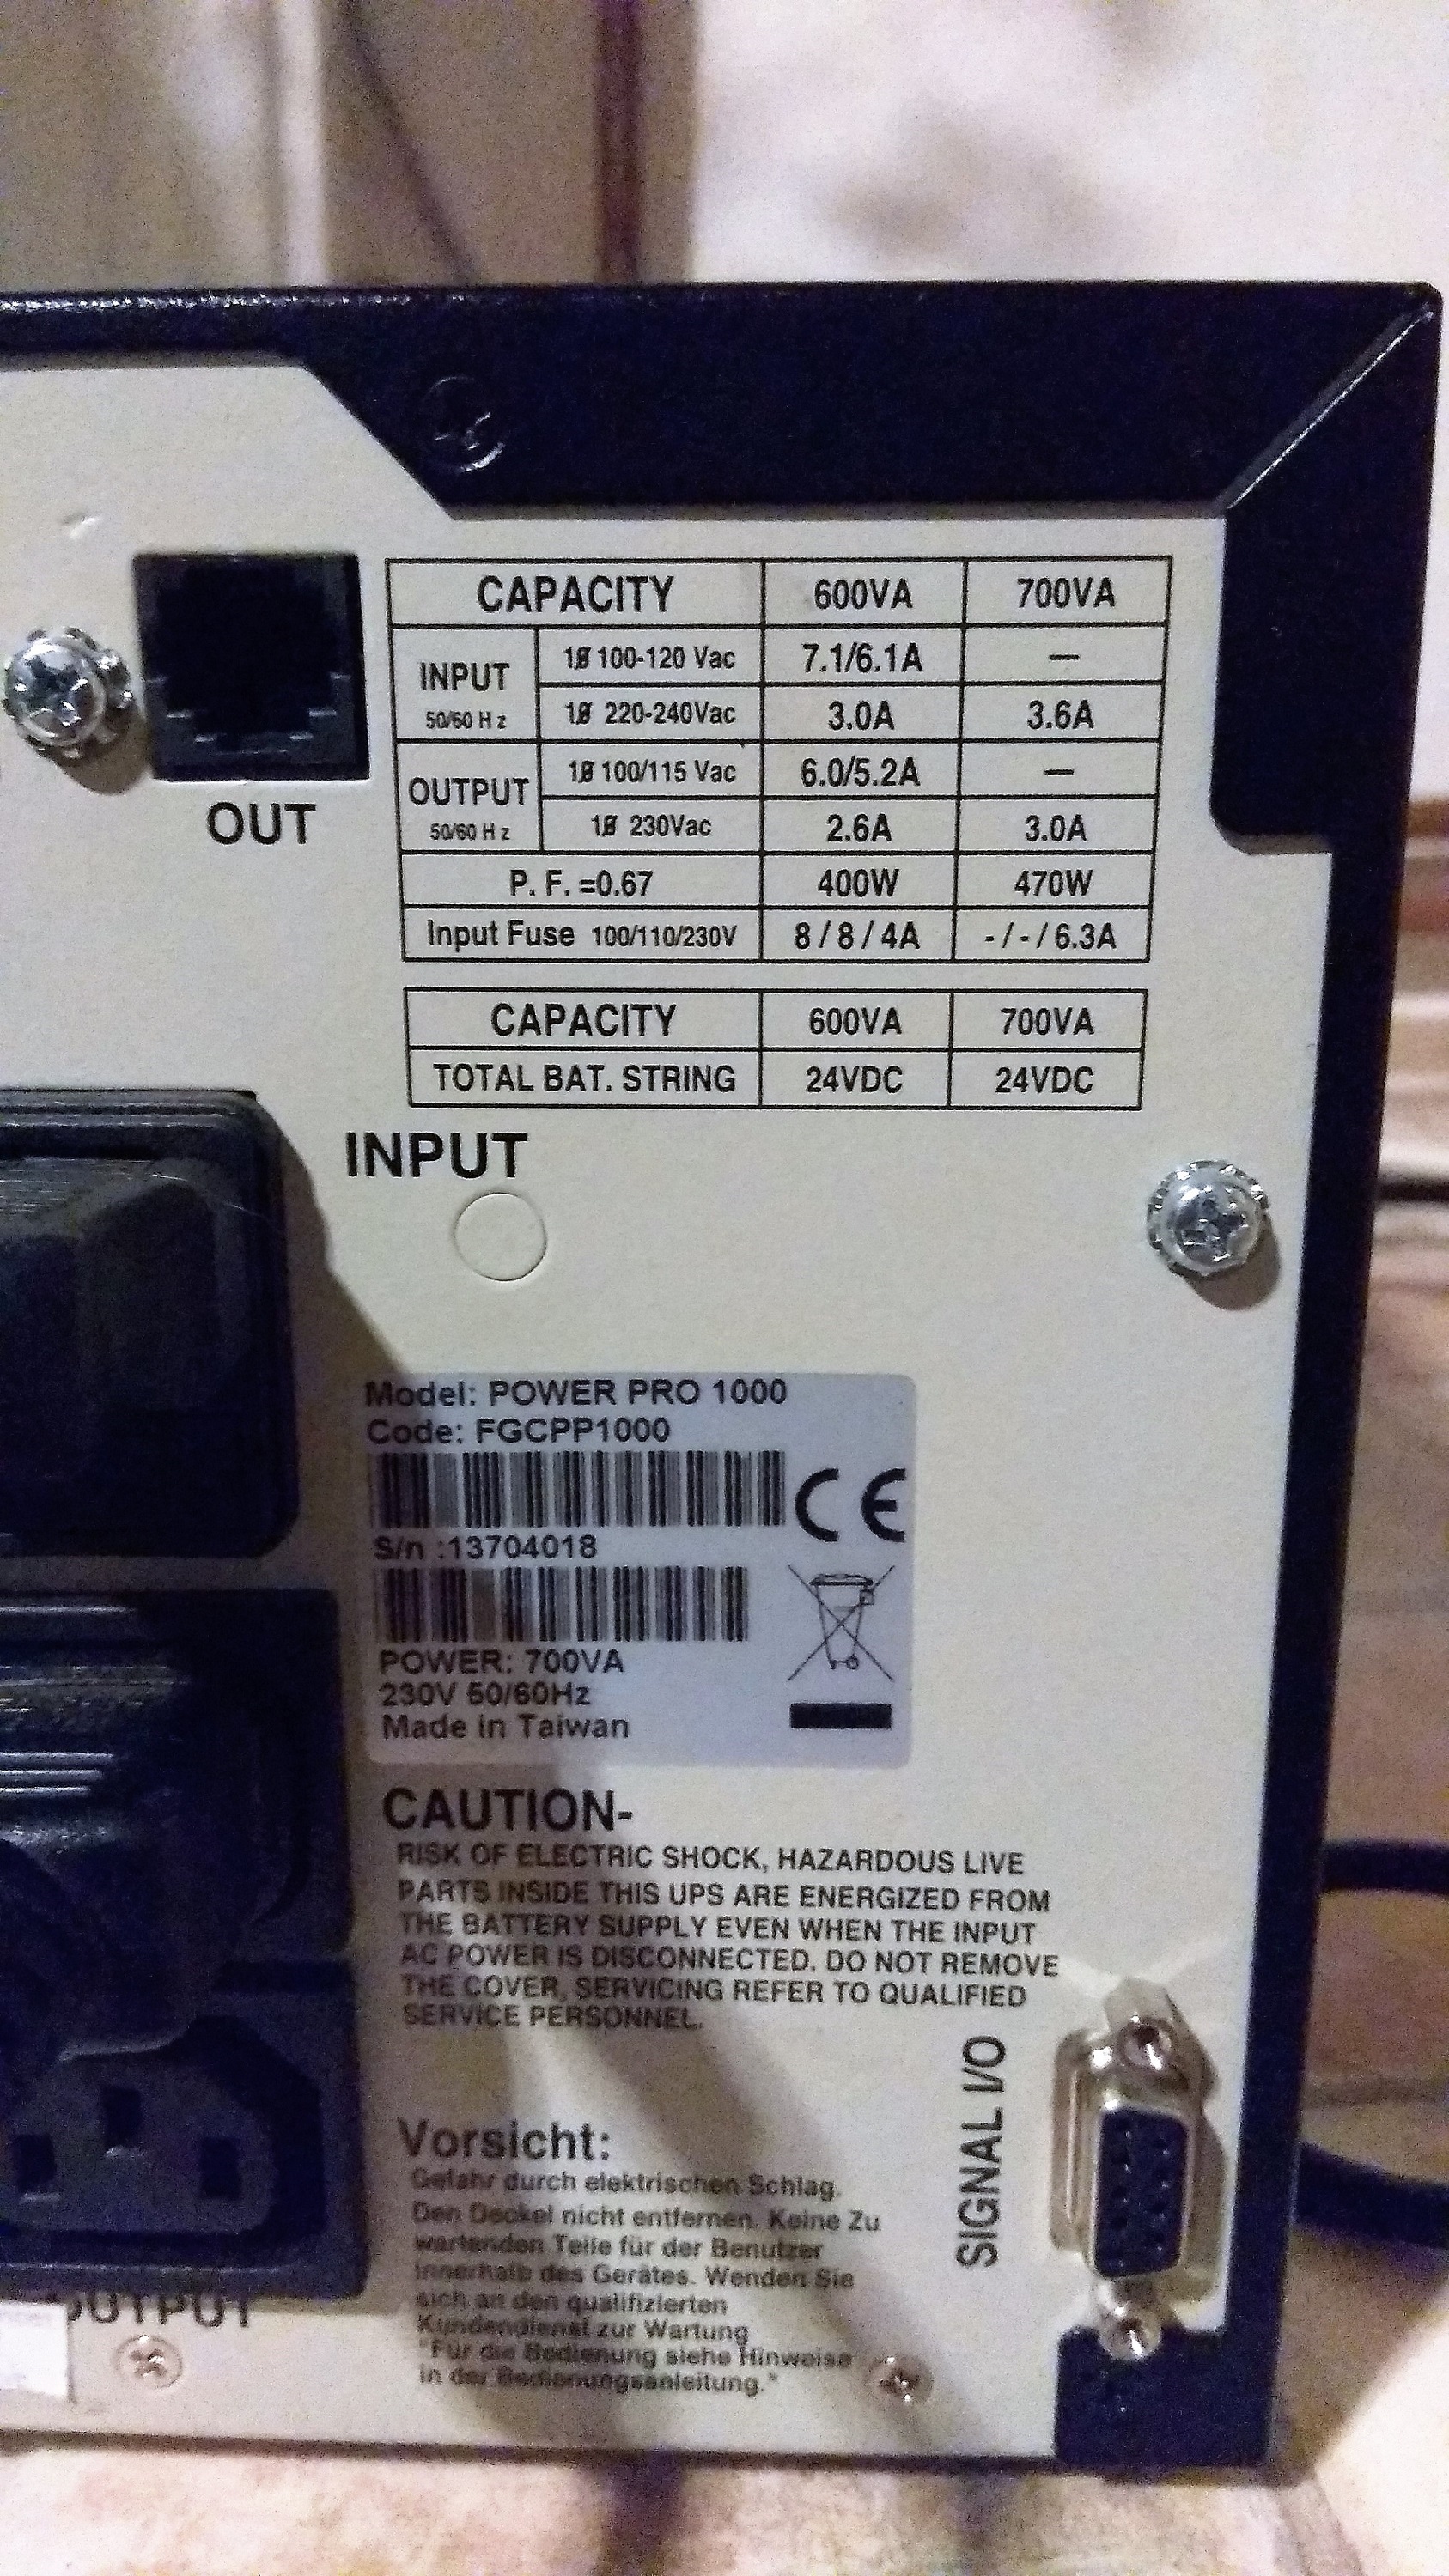 OUT
CAPACITY 600VA 700VA
INPUT 50/60 Hz 1Ø 100-120 Vac 7.1/6.1A —
1Ø 220-240Vac 3.0A 3.6A
OUTPUT 50/60 Hz 1Ø 100/115 Vac 6.0/5.2A —
1Ø 230Vac 2.6A 3.0A
P. F. =0.67 400W 470W
Input Fuse 100/110/230V 8 / 8 / 4A - / - / 6.3A
CAPACITY 600VA 700VA
TOTAL BAT. STRING 24VDC 24VDC
INPUT
Model: POWER PRO 1000
Code: FGCPP1000
CE
S/n :13704018
POWER: 700VA
230V 50/60Hz
Made in Taiwan
CAUTION-
RISK OF ELECTRIC SHOCK, HAZARDOUS LIVE
PARTS INSIDE THIS UPS ARE ENERGIZED FROM
THE BATTERY SUPPLY EVEN WHEN THE INPUT
AC POWER IS DISCONNECTED. DO NOT REMOVE
THE COVER, SERVICING REFER TO QUALIFIED
SERVICE PERSONNEL.
SIGNAL I/O
Vorsicht:
Gefahr durch elektrischen Schlag.
Den Deckel nicht entfernen. Keine Zu
wartenden Teile für der Benutzer
innerhalb des Gerätes. Wenden Sie
sich an den qualifizierten
Kundendienst zur Wartung
"Für die Bedienung siehe Hinweise
in der Bedienungsanleitung."
OUTPUT